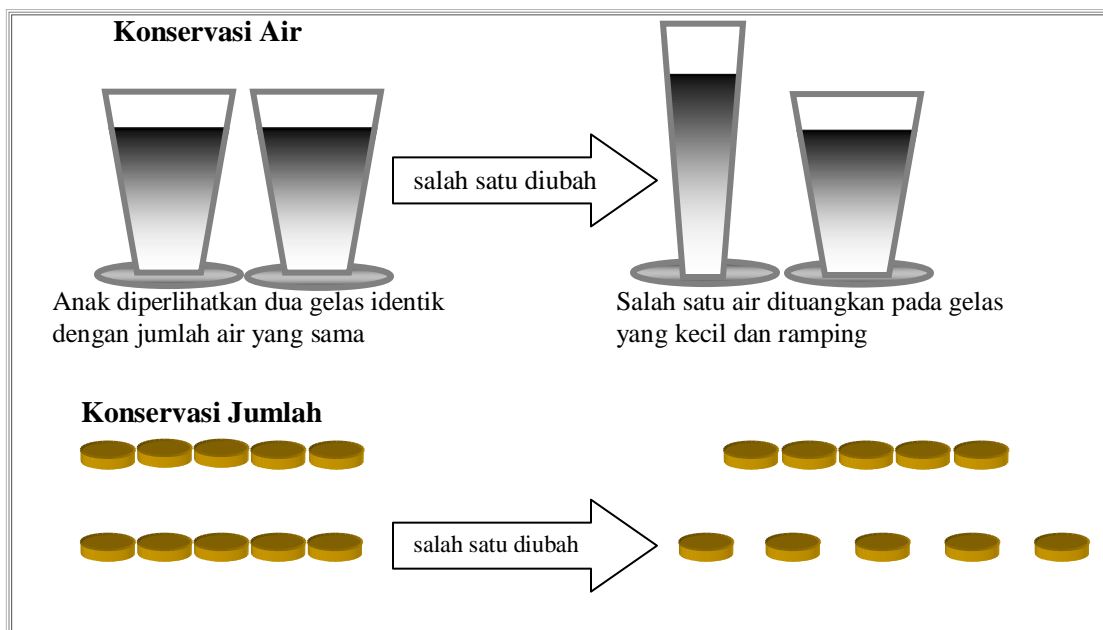 Konservasi Air
salah satu diubah
Anak diperlihatkan dua gelas identik
dengan jumlah air yang sama
Salah satu air dituangkan pada gelas
yang kecil dan ramping
Konservasi Jumlah
salah satu diubah